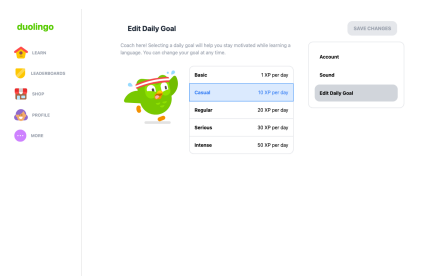 duolingo
LEARN
LEADERBOARDS
SHOP
PROFILE
MORE
Edit Daily Goal
SAVE CHANGES
Coach here! Selecting a daily goal will help you stay motivated while learning a
language. You can change your goal at any time.
Basic 1 XP per day
Casual 10 XP per day
Regular 20 XP per day
Serious 30 XP per day
Intense 50 XP per day
Account
Sound
Edit Daily Goal